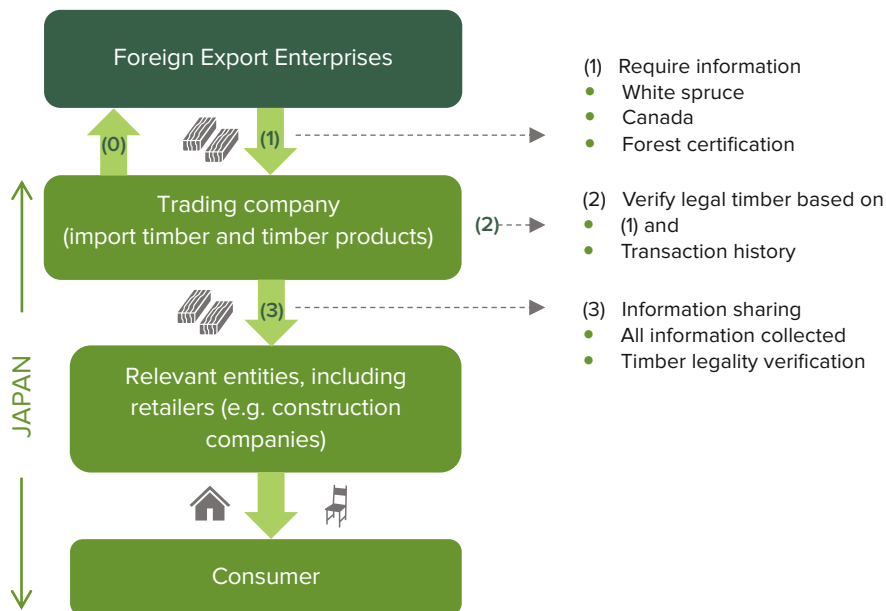 Foreign Export Enterprises
(0)
(1)
(1) Require information
White spruce
Canada
Forest certification
Trading company
(import timber and timber products)
(2)
(2) Verify legal timber based on
(1) and
Transaction history
(3)
(3) Information sharing
All information collected
Timber legality verification
Relevant entities, including
retailers (e.g. construction
companies)
JAPAN
Consumer